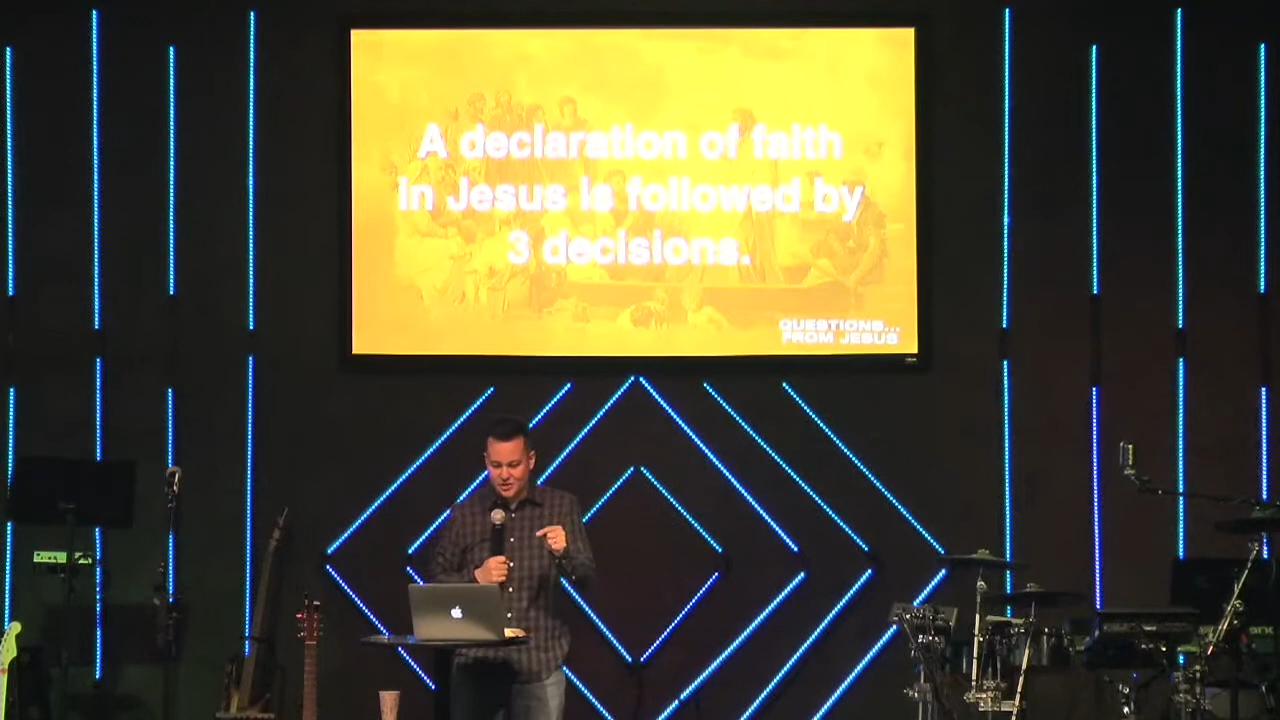 A declaration of faith
in Jesus is followed by
3 decisions.
QUESTIONS...
FROM JESUS